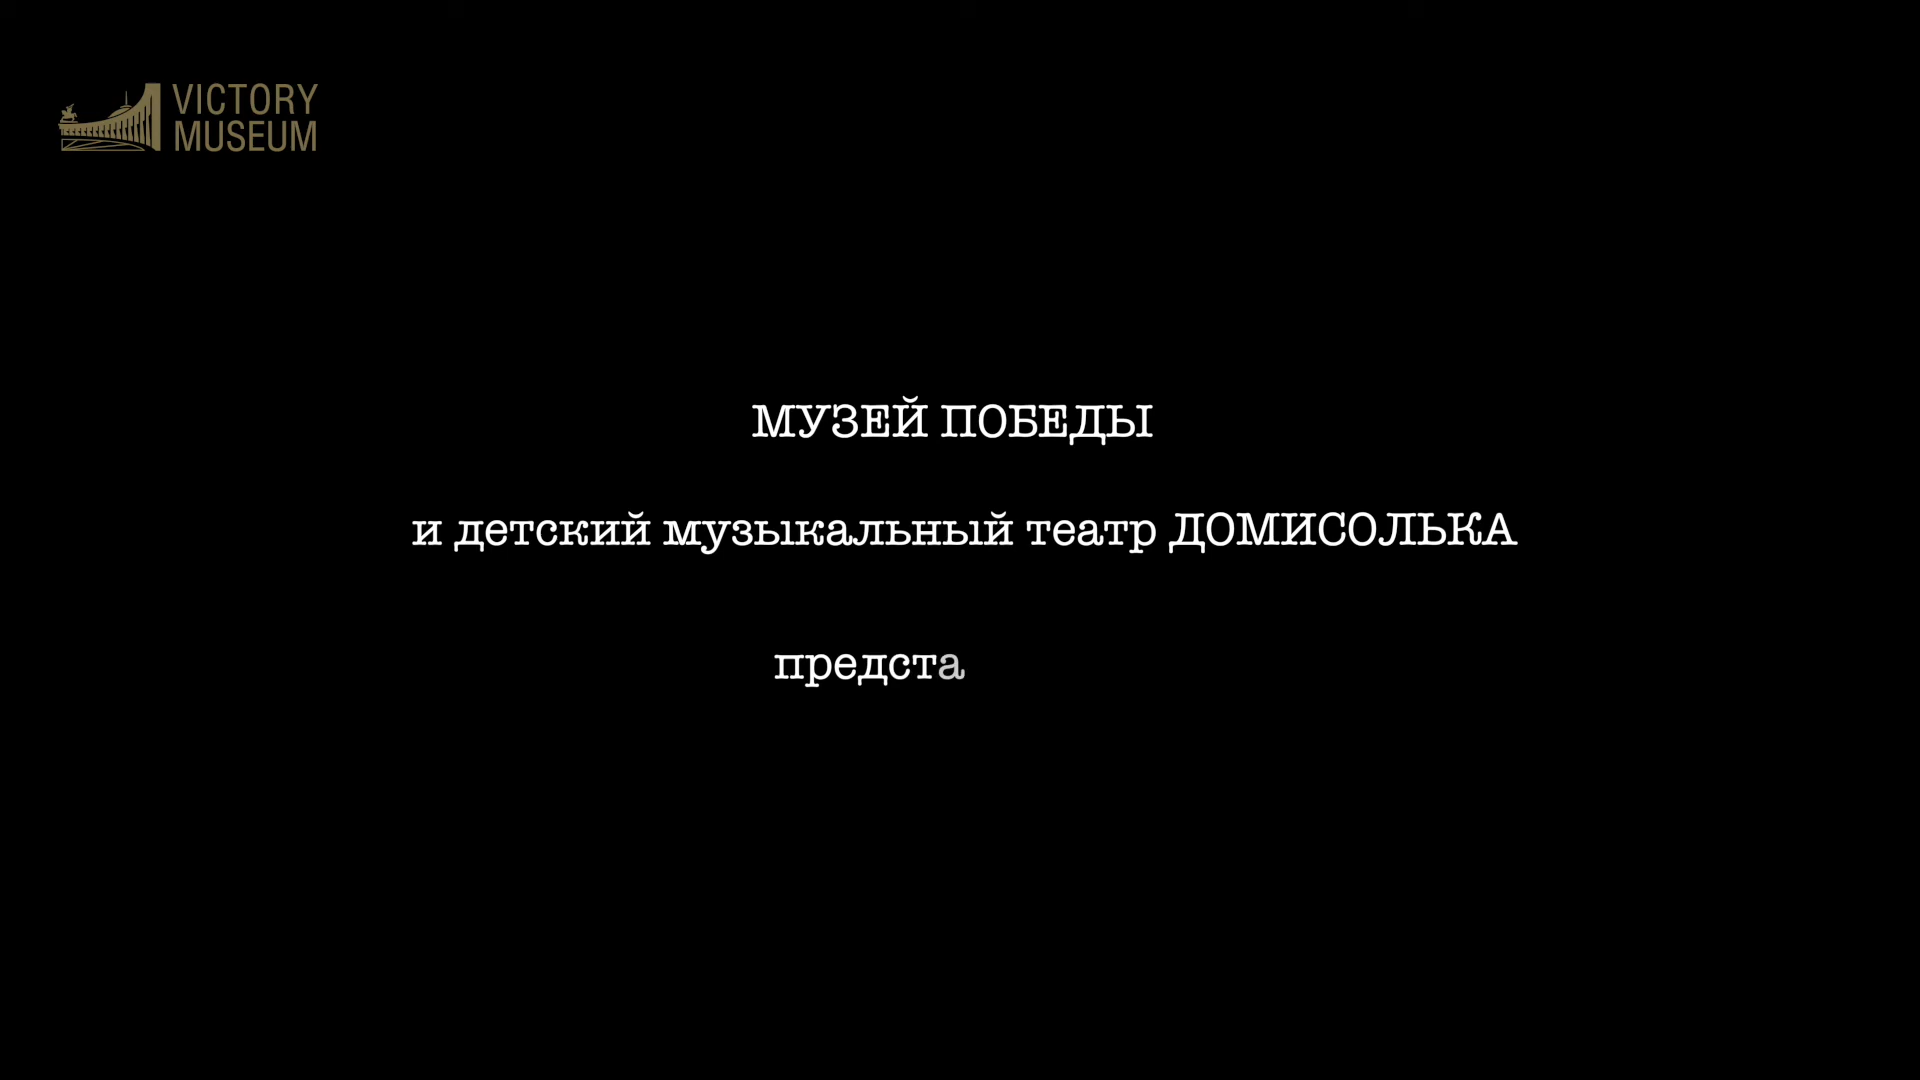 VICTORY
MUSEUM
МУЗЕЙ ПОБЕДЫ
и детский музыкальный театр ДОМИСОЛЬКА
предста